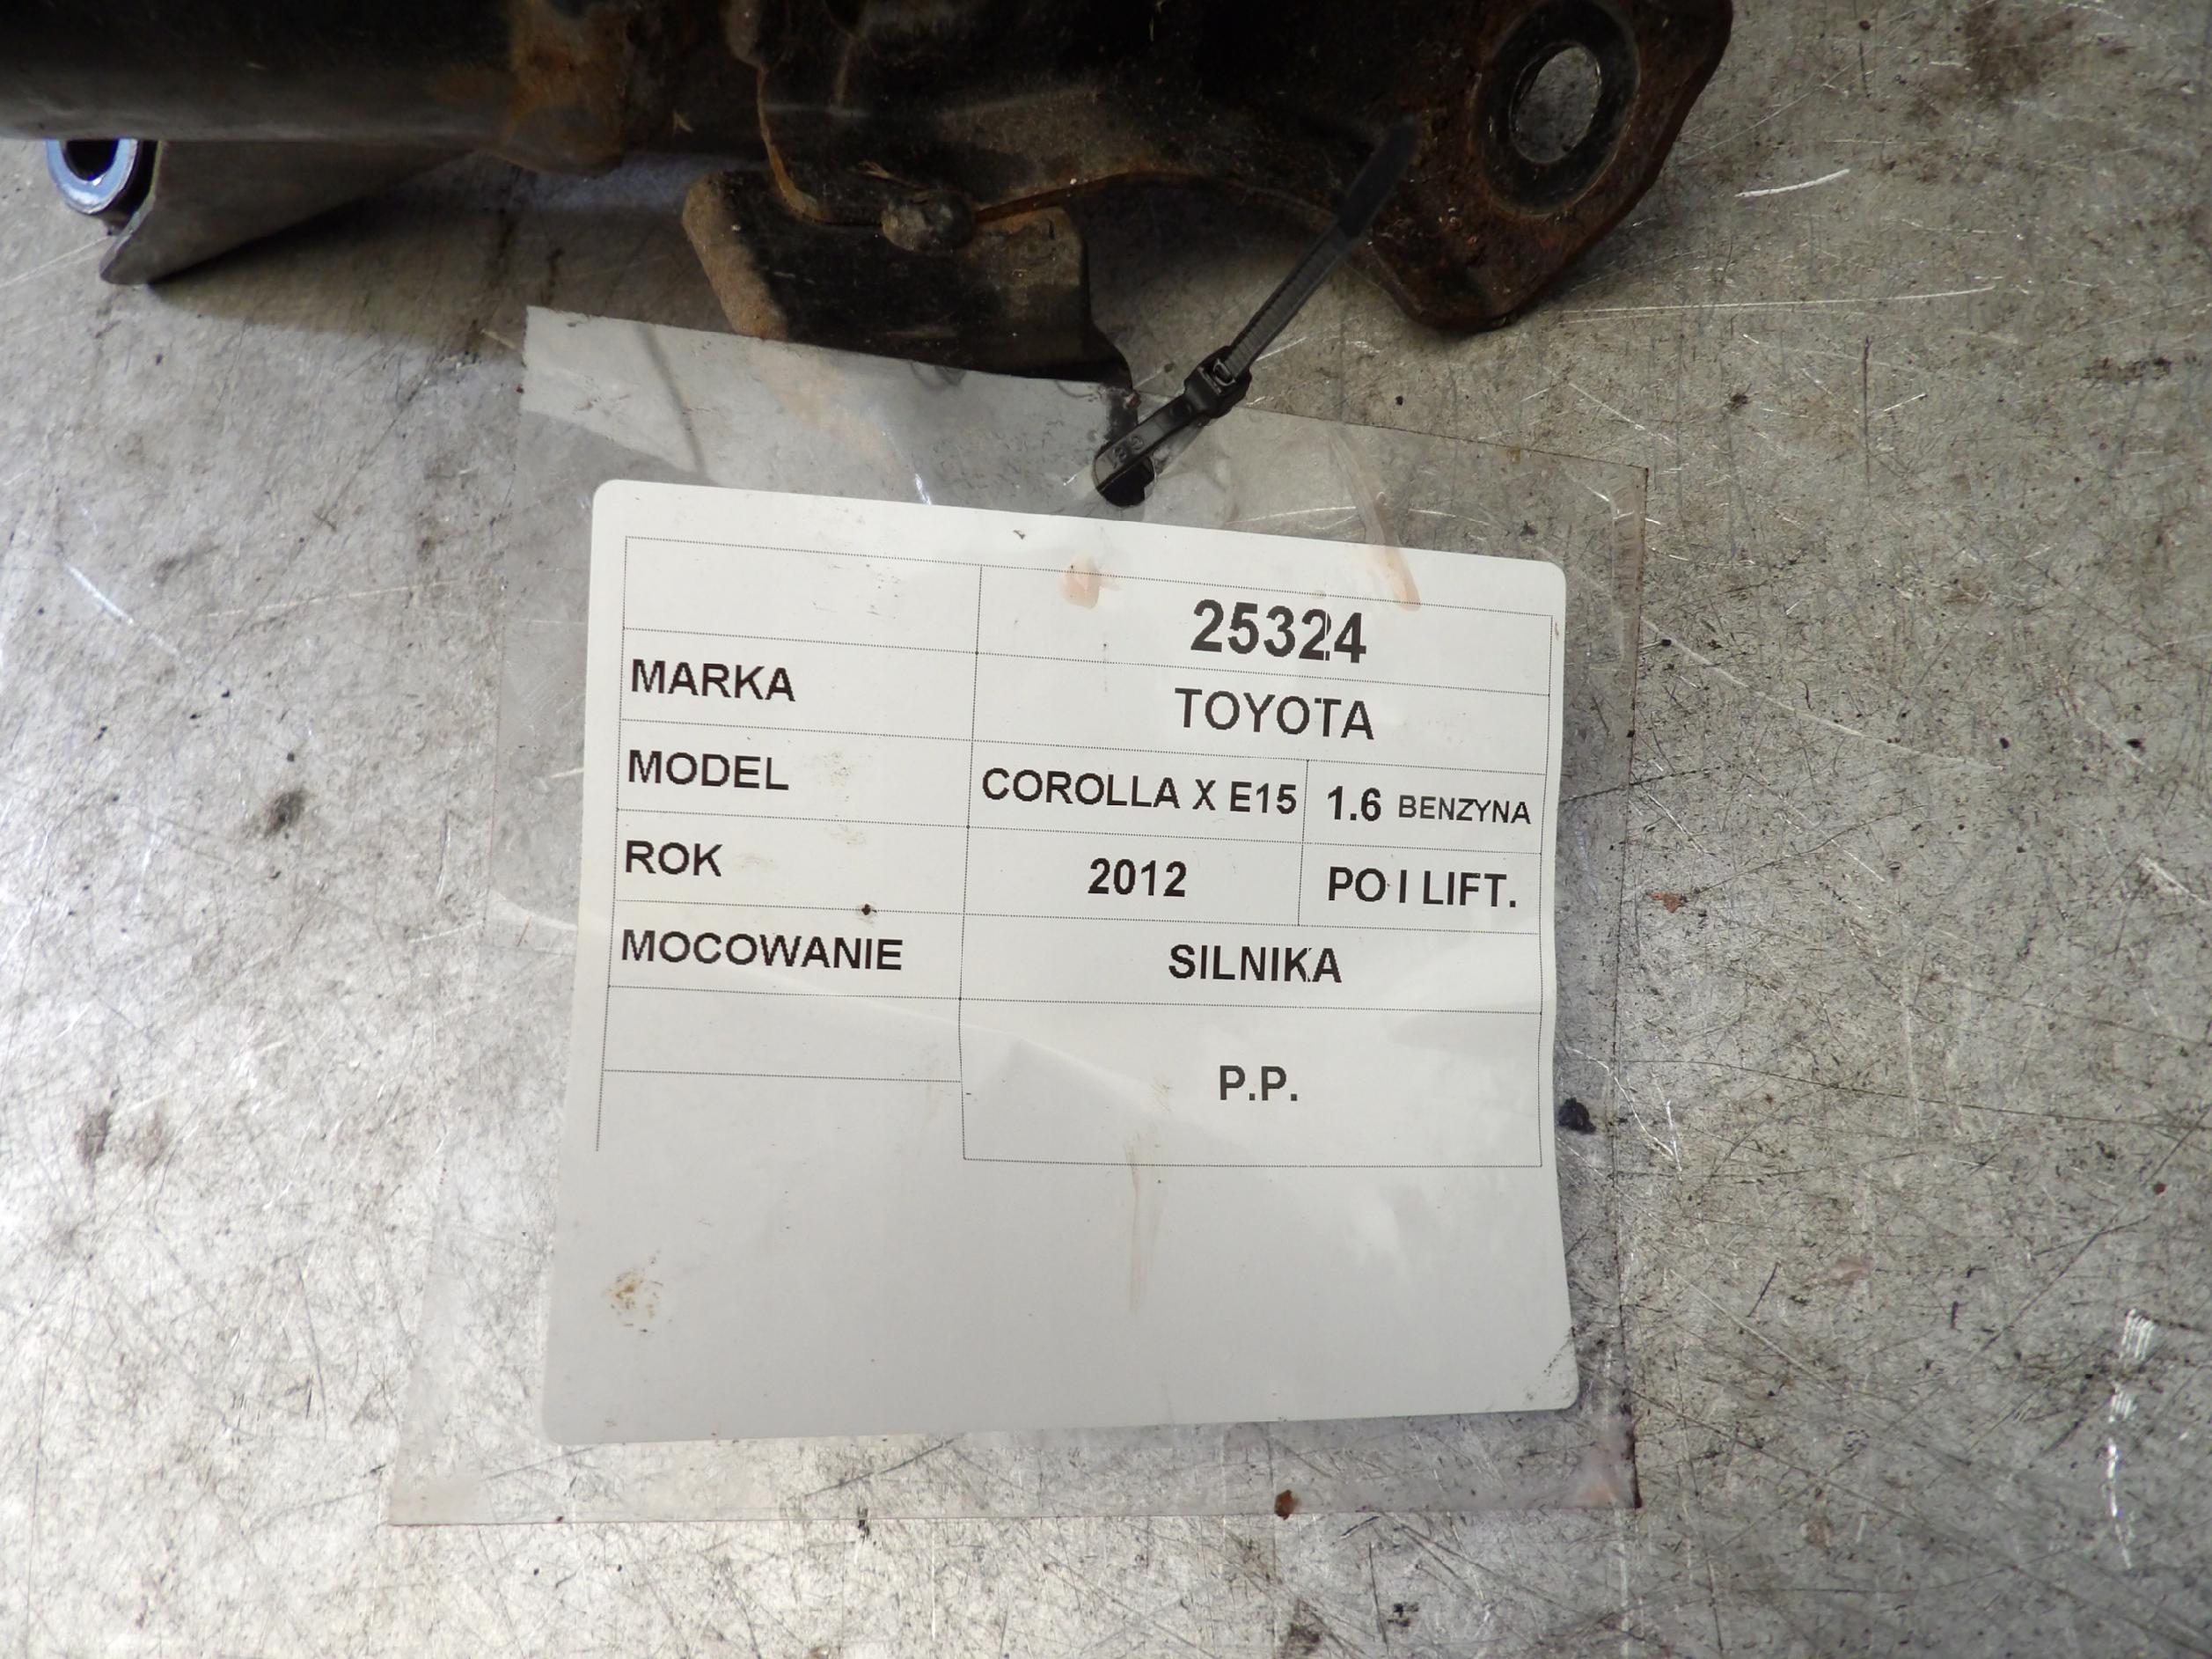 25324
MARKA TOYOTA
MODEL COROLLA X E15 1.6 BENZYNA
ROK 2012 PO I LIFT.
MOCOWANIE SILNIKA
P.P.